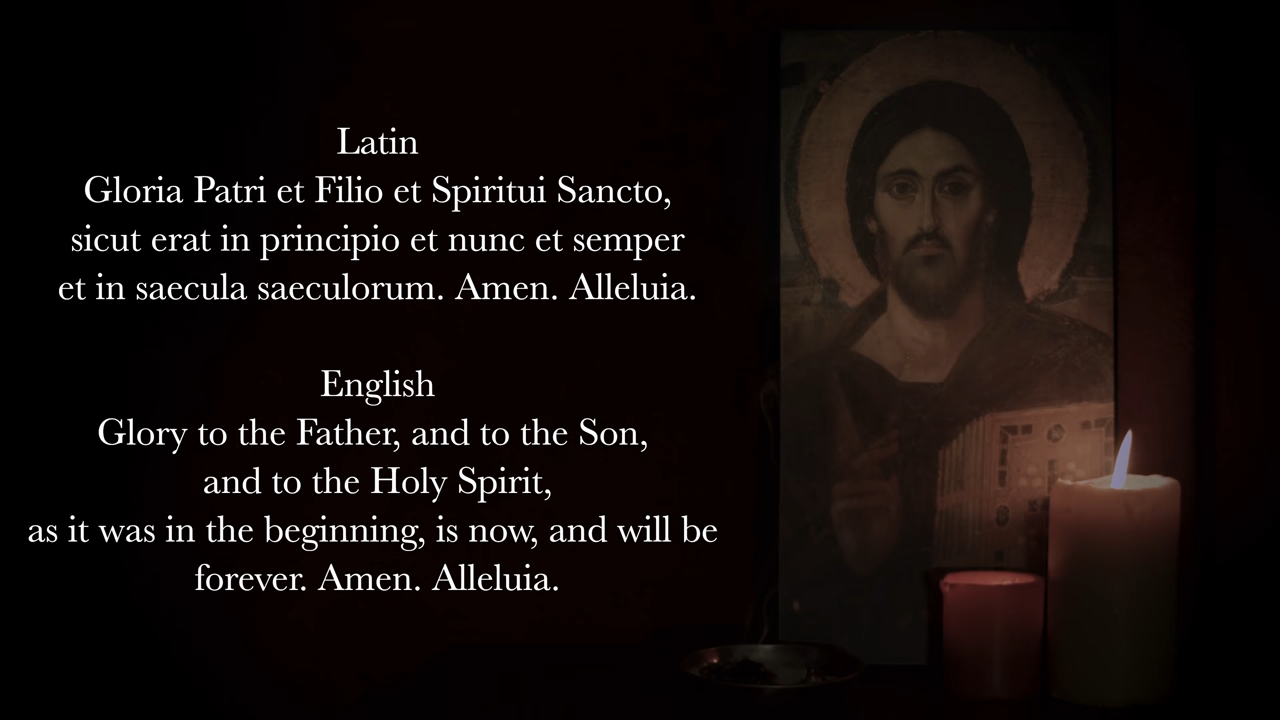 Latin
Gloria Patri et Filio et Spiritui Sancto,
sicut erat in principio et nunc et semper
et in saecula saeculorum. Amen. Alleluia.
English
Glory to the Father, and to the Son,
and to the Holy Spirit,
as it was in the beginning, is now, and will be
forever. Amen. Alleluia.